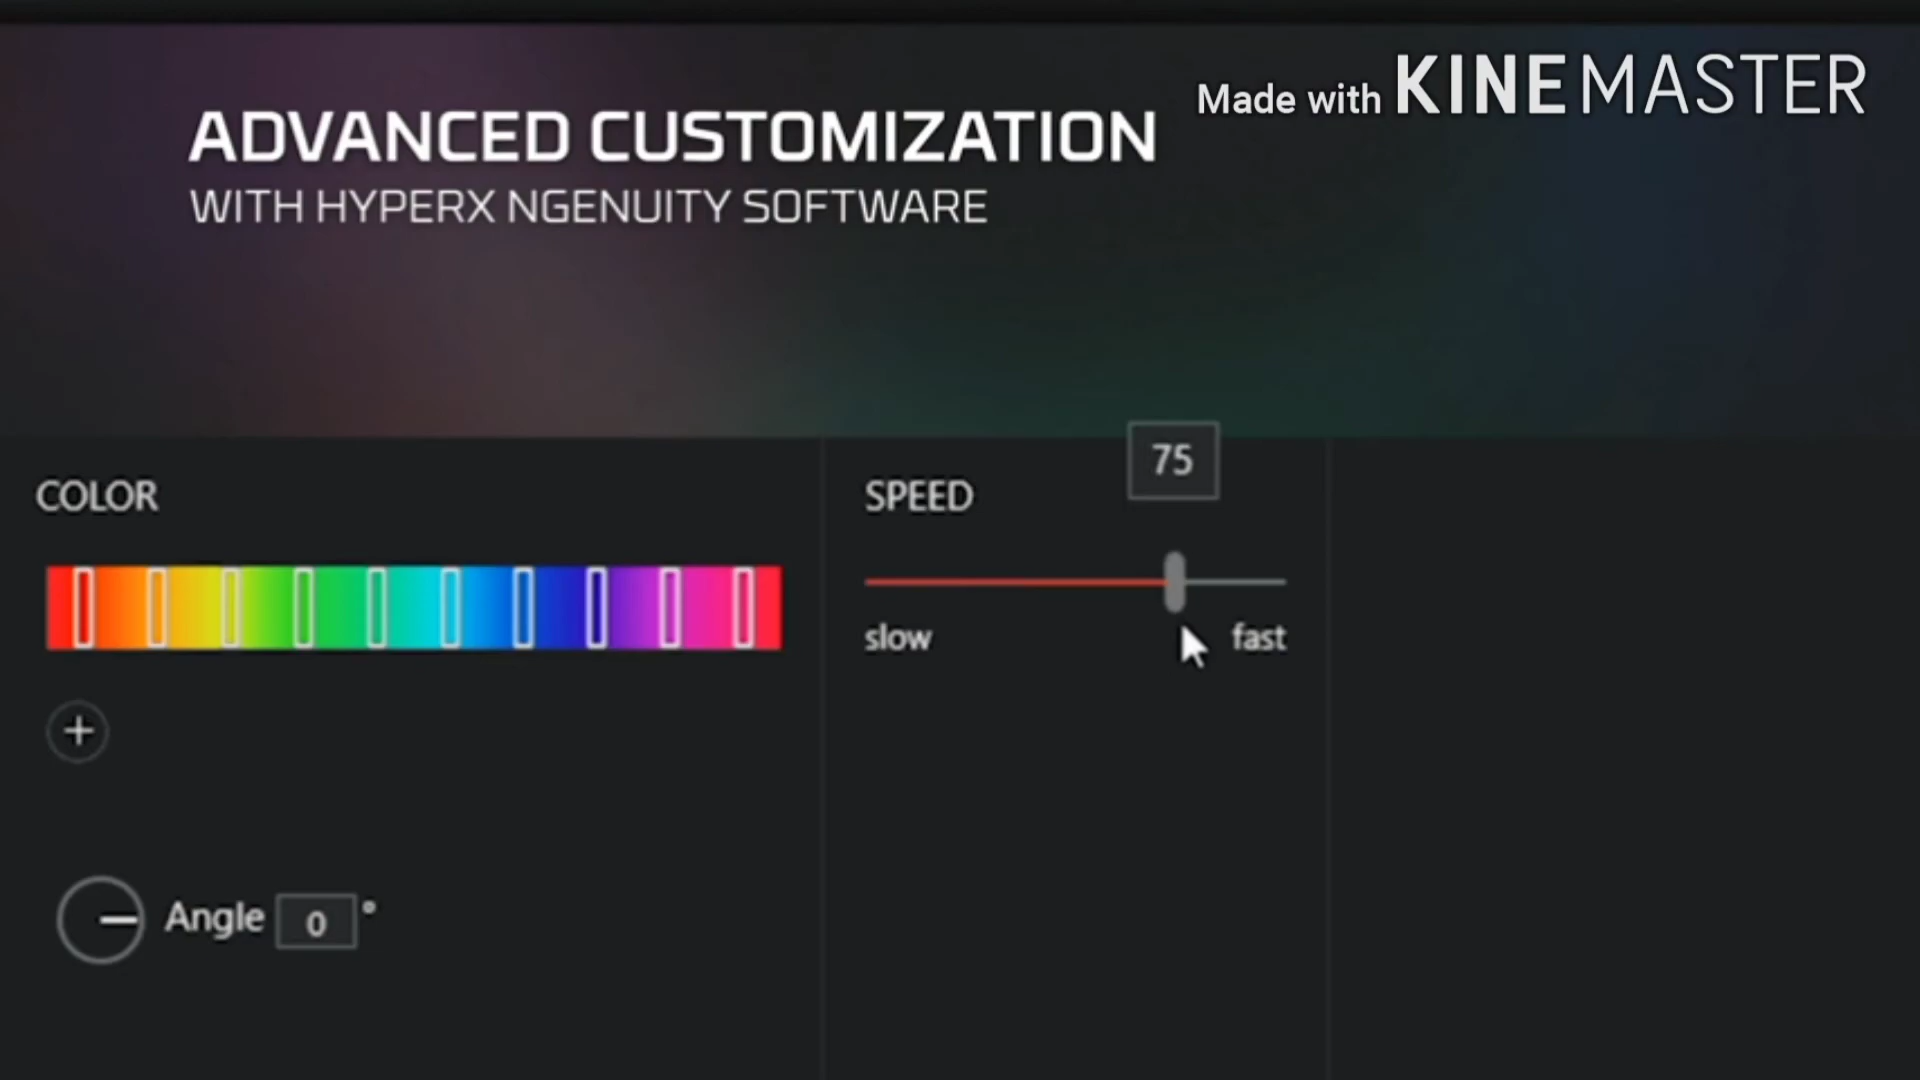 Made with KINEMASTER
ADVANCED CUSTOMIZATION
WITH HYPERX NGENUITY SOFTWARE
75
COLOR
SPEED
slow
fast
Angle 0°